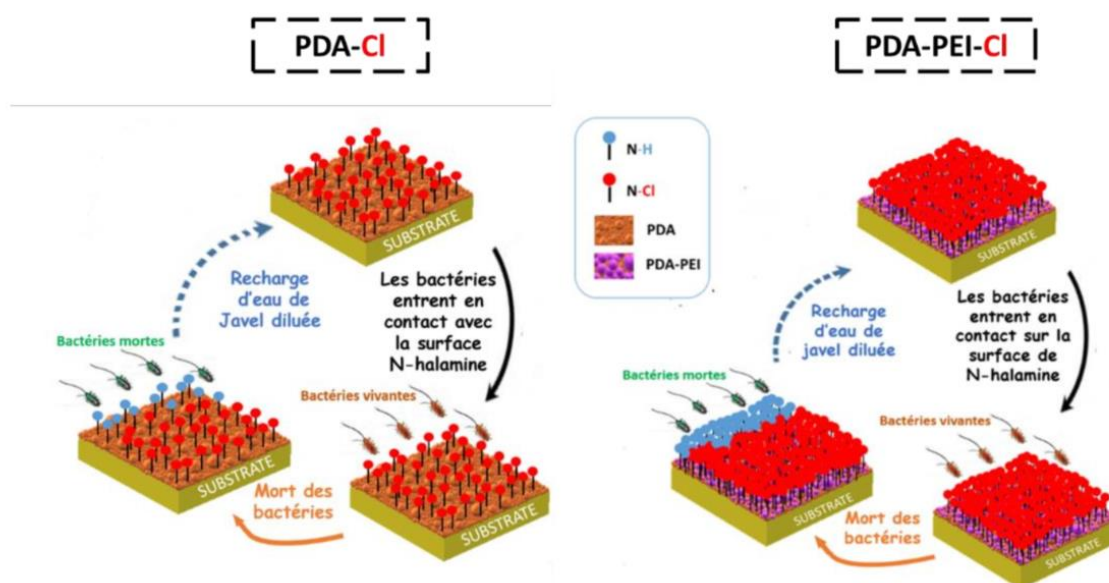 PDA-Cl
SUBSTRATE
Recharge
d'eau de
Javel diluée
Les bactéries
entrent en
contact avec
la surface
N-halamine
Bactéries mortes
Bactéries vivantes
SUBSTRATE
Mort des
bactéries
SUBSTRATE
PDA-PEI-Cl
N-H
N-Cl
PDA
PDA-PEI
SUBSTRATE
Recharge
d'eau de
javel diluée
Les bactéries
entrent en
contact sur la
surface de
N-halamine
Bactéries mortes
Bactéries vivantes
SUBSTRATE
Mort des
bactéries
SUBSTRATE